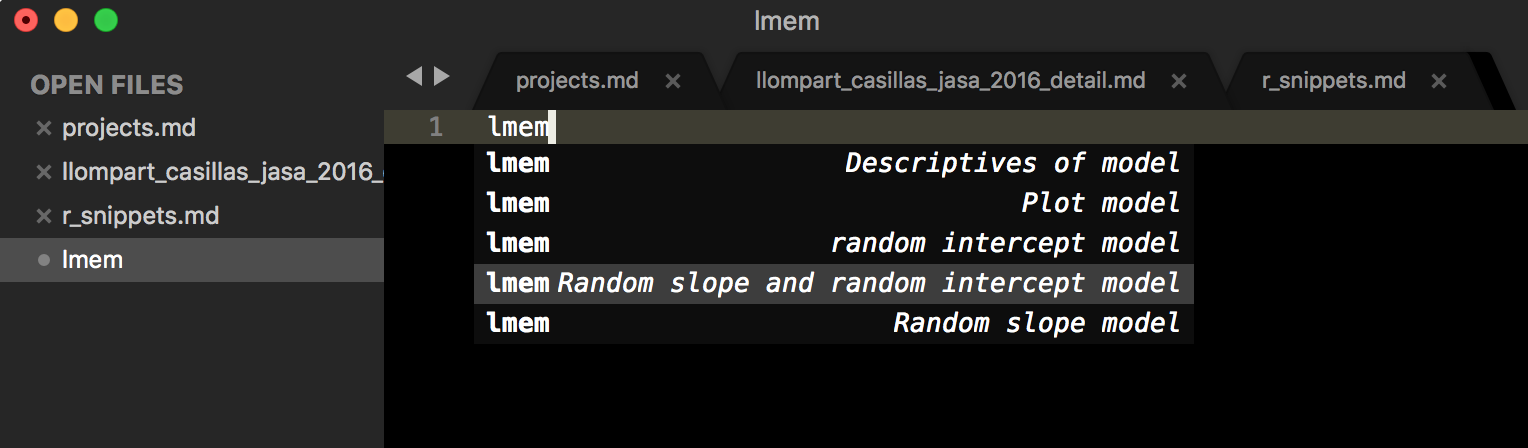 lmem
OPEN FILES
projects.md
llompart_casillas_jasa_2016_
r_snippets.md
lmem
projects.md llompart_casillas_jasa_2016_detail.md r_snippets.md
1 lmem
lmem Descriptives of model
lmem Plot model
lmem random intercept model
lmem Random slope and random intercept model
lmem Random slope model